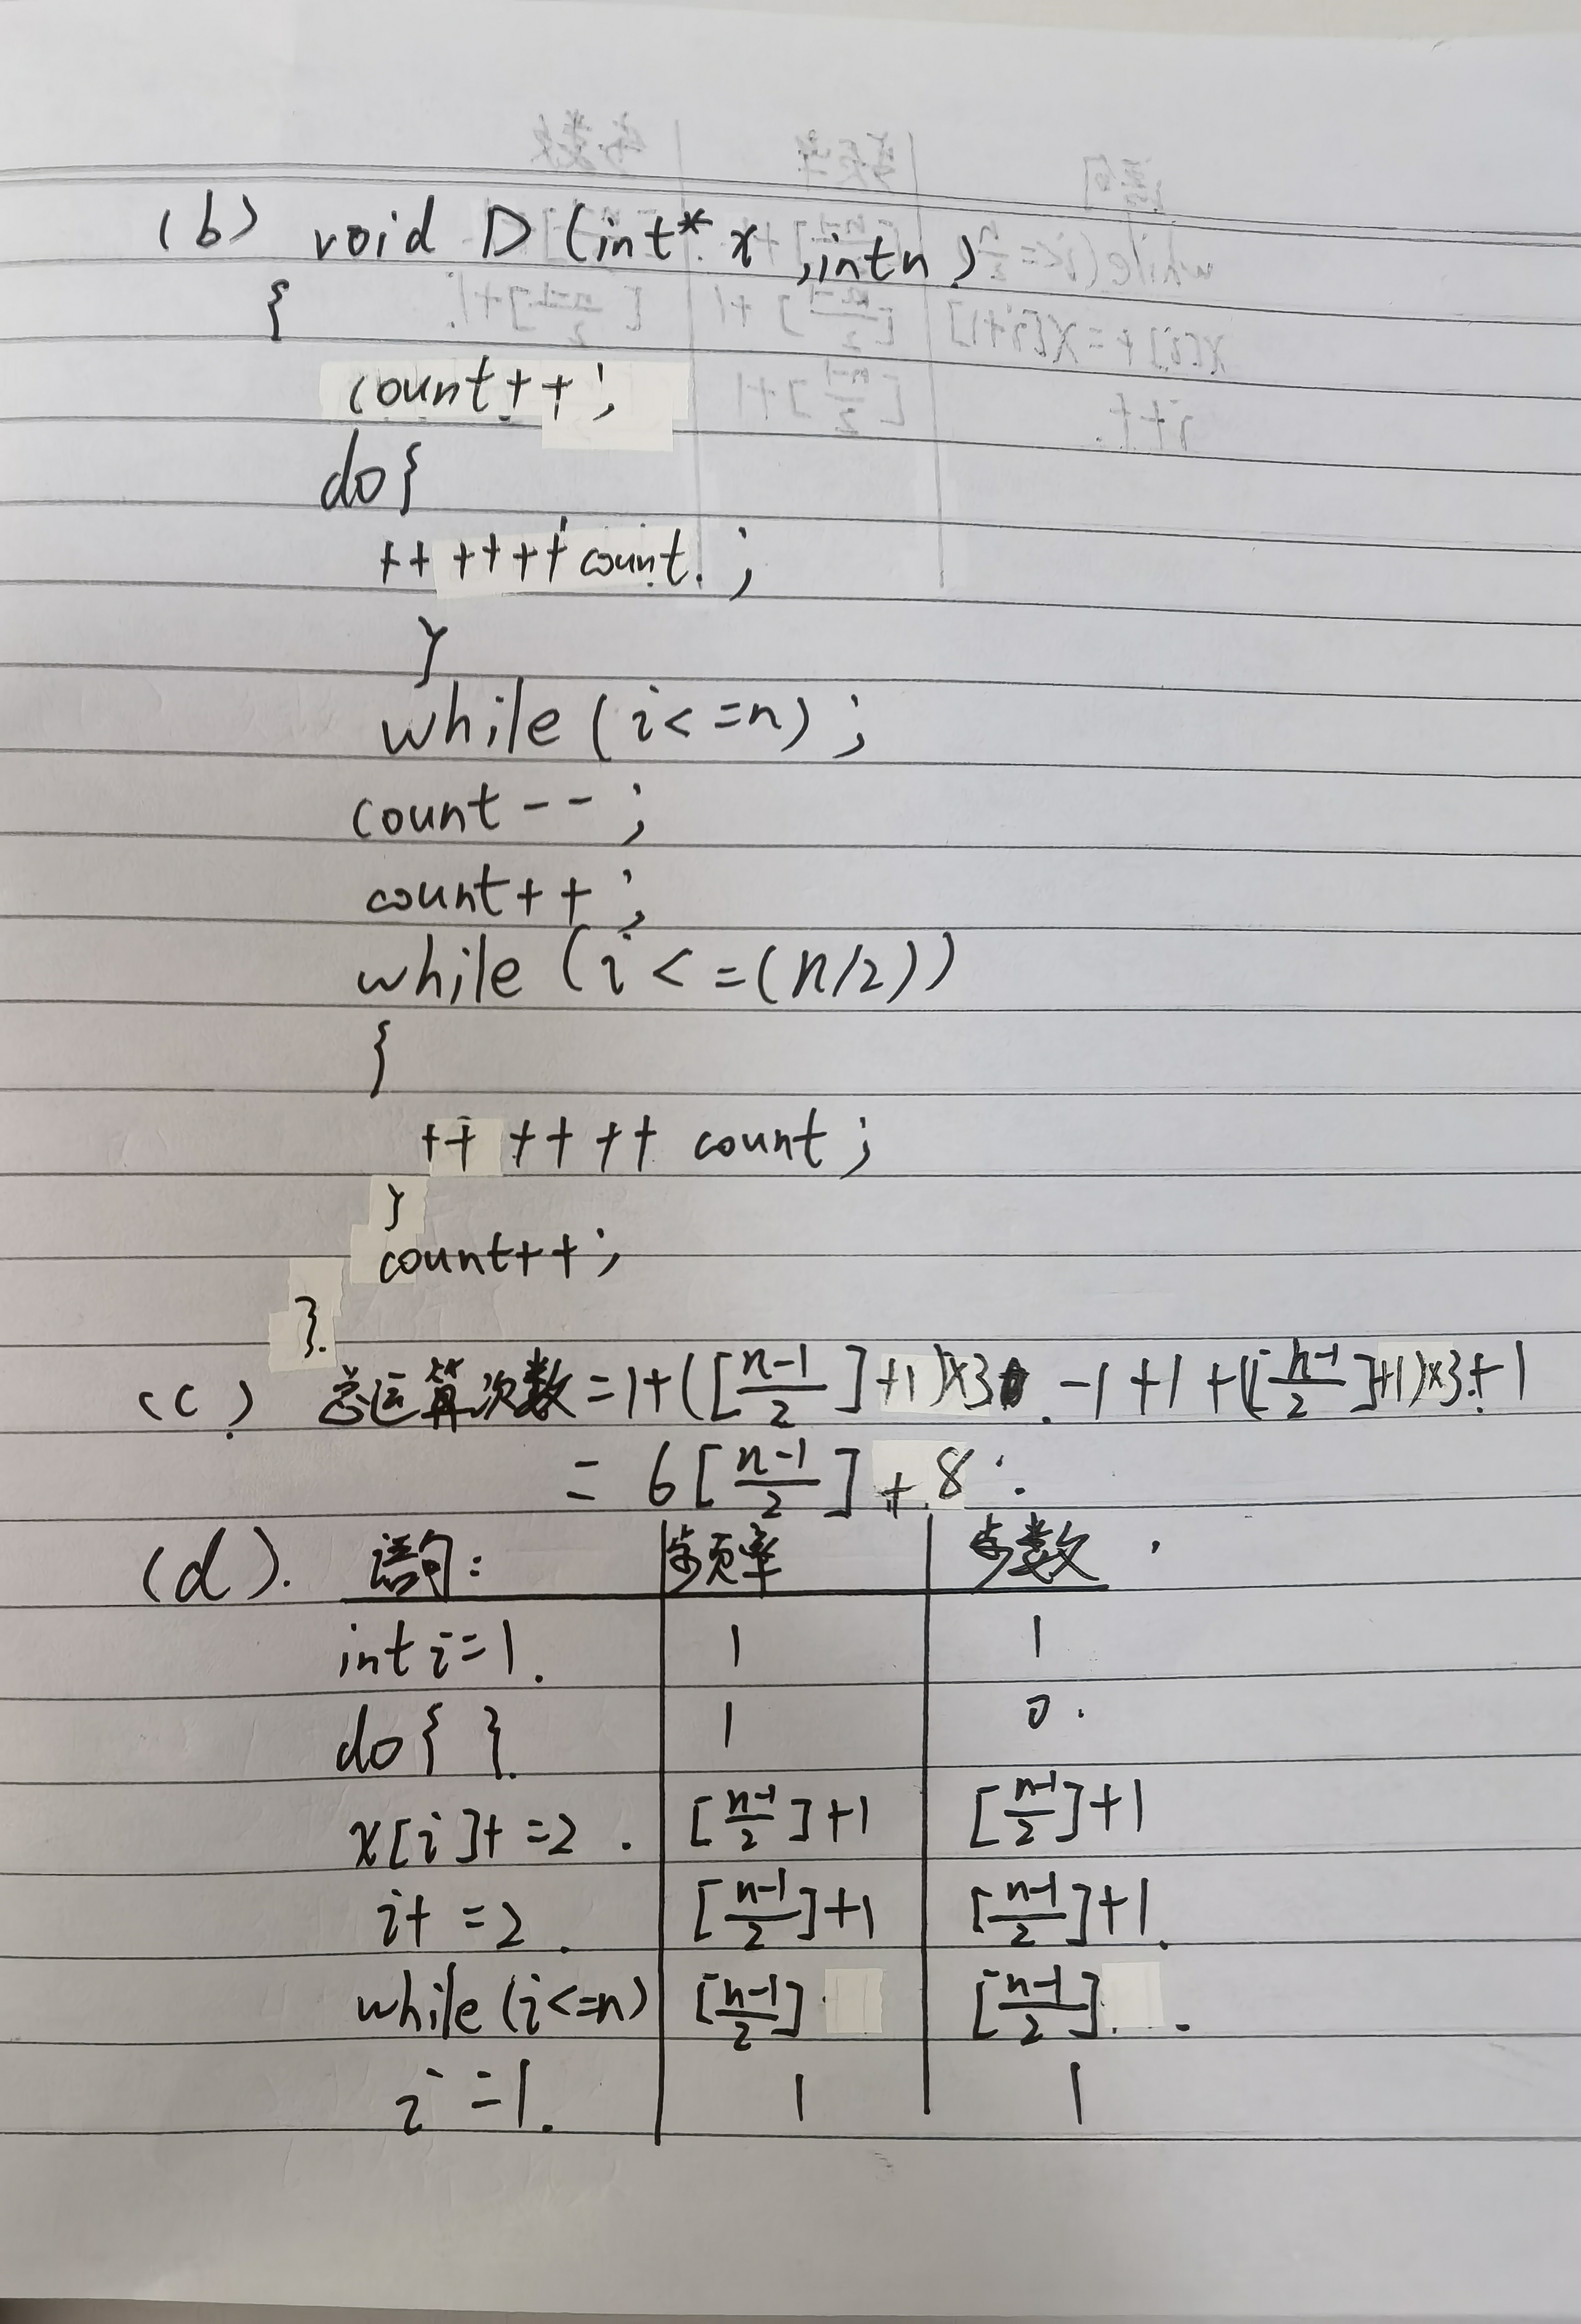 (b) void D (int* x, int n)
{
count++;
do{
++ ++ ++ count.;
}
while (i<=n);
count--;
count++;
while (i<=(n/2))
{
++ ++ ++ count;
}
count++;
}.
(c) 总运算次数=1+([\frac{n-1}{2}]+1)×3 -1+1+([\frac{n-1}{2}]+1)×3+1
= 6[\frac{n-1}{2}]+8.
(d). 语句: 频率 步数
int i=1. 1 1
do{ }. 1 0.
x[i]+=2. [\frac{n-1}{2}]+1 [\frac{n-1}{2}]+1
i+=2. [\frac{n-1}{2}]+1 [\frac{n-1}{2}]+1.
while (i<=n) [\frac{n-1}{2}] [\frac{n-1}{2}].
i=1. 1 1